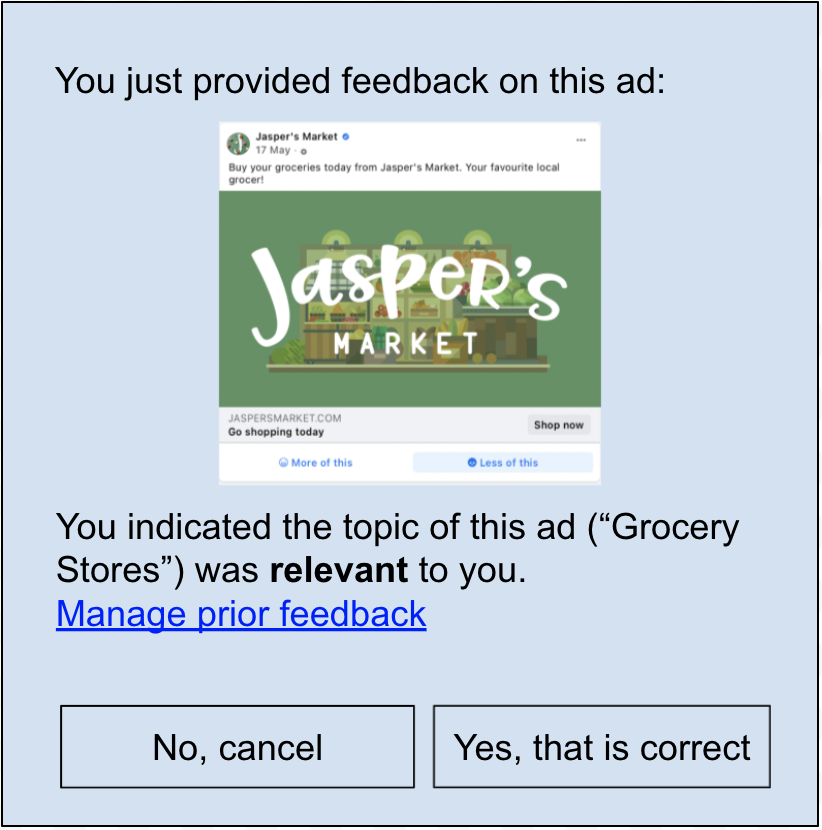 You just provided feedback on this ad:
Jasper's Market
17 May ·
Buy your groceries today from Jasper's Market. Your favourite local
grocer!
Jasper's
MARKET
JASPERSMARKET.COM
Go shopping today
Shop now
More of this
Less of this
You indicated the topic of this ad (“Grocery
Stores”) was relevant to you.
Manage prior feedback
No, cancel
Yes, that is correct